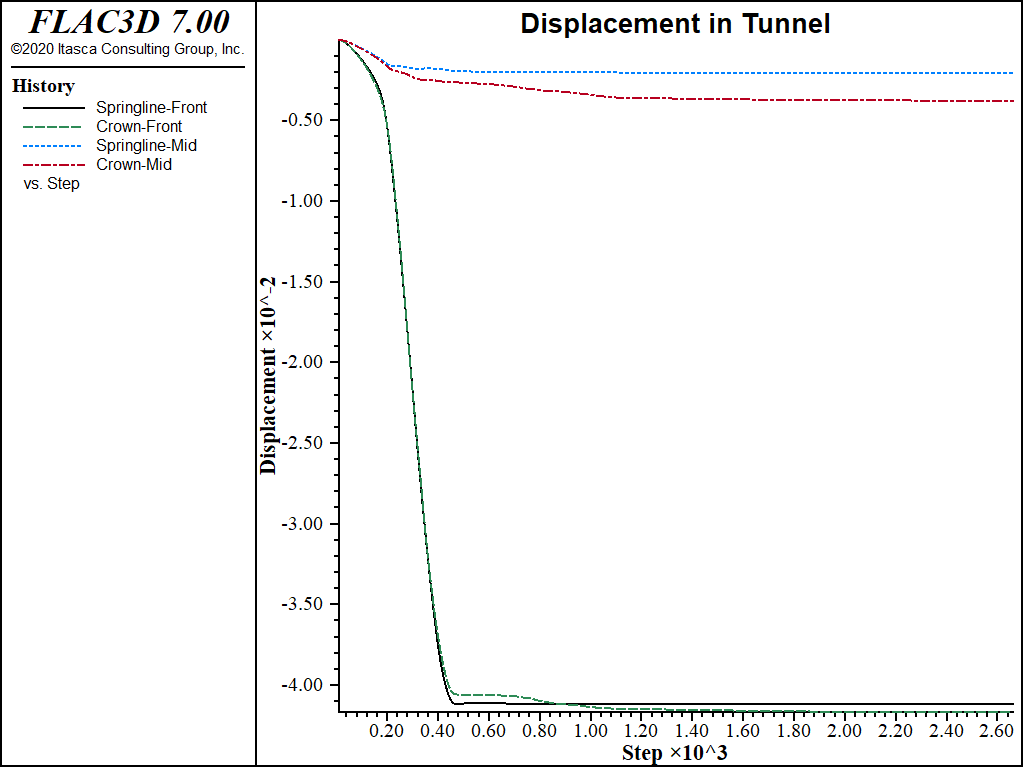 FLAC3D 7.00
©2020 Itasca Consulting Group, Inc.
History
Springline-Front
Crown-Front
Springline-Mid
Crown-Mid
vs. Step
Displacement in Tunnel
-0.50
-1.00
-1.50
-2.00
-2.50
-3.00
-3.50
-4.00
Displacement ×10^-2
0.20 0.40 0.60 0.80 1.00 1.20 1.40 1.60 1.80 2.00 2.20 2.40 2.60
Step ×10^3